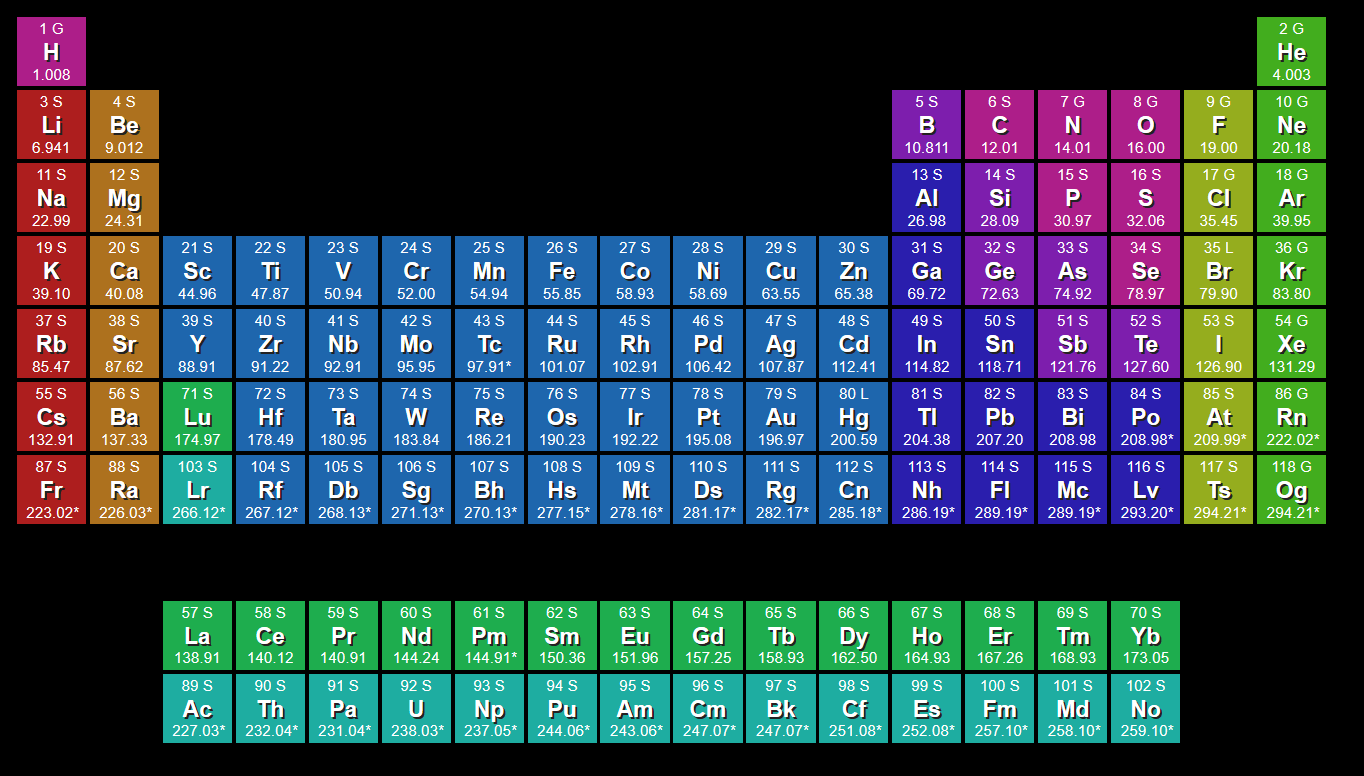 1 G 2 G
H He
1.008 4.003
3 S 4 S 5 S 6 S 7 G 8 G 9 G 10 G
Li Be B C N O F Ne
6.941 9.012 10.811 12.01 14.01 16.00 19.00 20.18
11 S 12 S 13 S 14 S 15 S 16 S 17 G 18 G
Na Mg Al Si P S Cl Ar
22.99 24.31 26.98 28.09 30.97 32.06 35.45 39.95
19 S 20 S 21 S 22 S 23 S 24 S 25 S 26 S 27 S 28 S 29 S 30 S 31 S 32 S 33 S 34 S 35 L 36 G
K Ca Sc Ti V Cr Mn Fe Co Ni Cu Zn Ga Ge As Se Br Kr
39.10 40.08 44.96 47.87 50.94 52.00 54.94 55.85 58.93 58.69 63.55 65.38 69.72 72.63 74.92 78.97 79.90 83.80
37 S 38 S 39 S 40 S 41 S 42 S 43 S 44 S 45 S 46 S 47 S 48 S 49 S 50 S 51 S 52 S 53 S 54 G
Rb Sr Y Zr Nb Mo Tc Ru Rh Pd Ag Cd In Sn Sb Te I Xe
85.47 87.62 88.91 91.22 92.91 95.95 97.91* 101.07 102.91 106.42 107.87 112.41 114.82 118.71 121.76 127.60 126.90 131.29
55 S 56 S 71 S 72 S 73 S 74 S 75 S 76 S 77 S 78 S 79 S 80 L 81 S 82 S 83 S 84 S 85 S 86 G
Cs Ba Lu Hf Ta W Re Os Ir Pt Au Hg Tl Pb Bi Po At Rn
132.91 137.33 174.97 178.49 180.95 183.84 186.21 190.23 192.22 195.08 196.97 200.59 204.38 207.20 208.98 208.98* 209.99* 222.02*
87 S 88 S 103 S 104 S 105 S 106 S 107 S 108 S 109 S 110 S 111 S 112 S 113 S 114 S 115 S 116 S 117 S 118 G
Fr Ra Lr Rf Db Sg Bh Hs Mt Ds Rg Cn Nh Fl Mc Lv Ts Og
223.02* 226.03* 266.12* 267.12* 268.13* 271.13* 270.13* 277.15* 278.16* 281.17* 282.17* 285.18* 286.19* 289.19* 289.19* 293.20* 294.21* 294.21*
57 S 58 S 59 S 60 S 61 S 62 S 63 S 64 S 65 S 66 S 67 S 68 S 69 S 70 S
La Ce Pr Nd Pm Sm Eu Gd Tb Dy Ho Er Tm Yb
138.91 140.12 140.91 144.24 144.91* 150.36 151.96 157.25 158.93 162.50 164.93 167.26 168.93 173.05
89 S 90 S 91 S 92 S 93 S 94 S 95 S 96 S 97 S 98 S 99 S 100 S 101 S 102 S
Ac Th Pa U Np Pu Am Cm Bk Cf Es Fm Md No
227.03* 232.04* 231.04* 238.03* 237.05* 244.06* 243.06* 247.07* 247.07* 251.08* 252.08* 257.10* 258.10* 259.10*